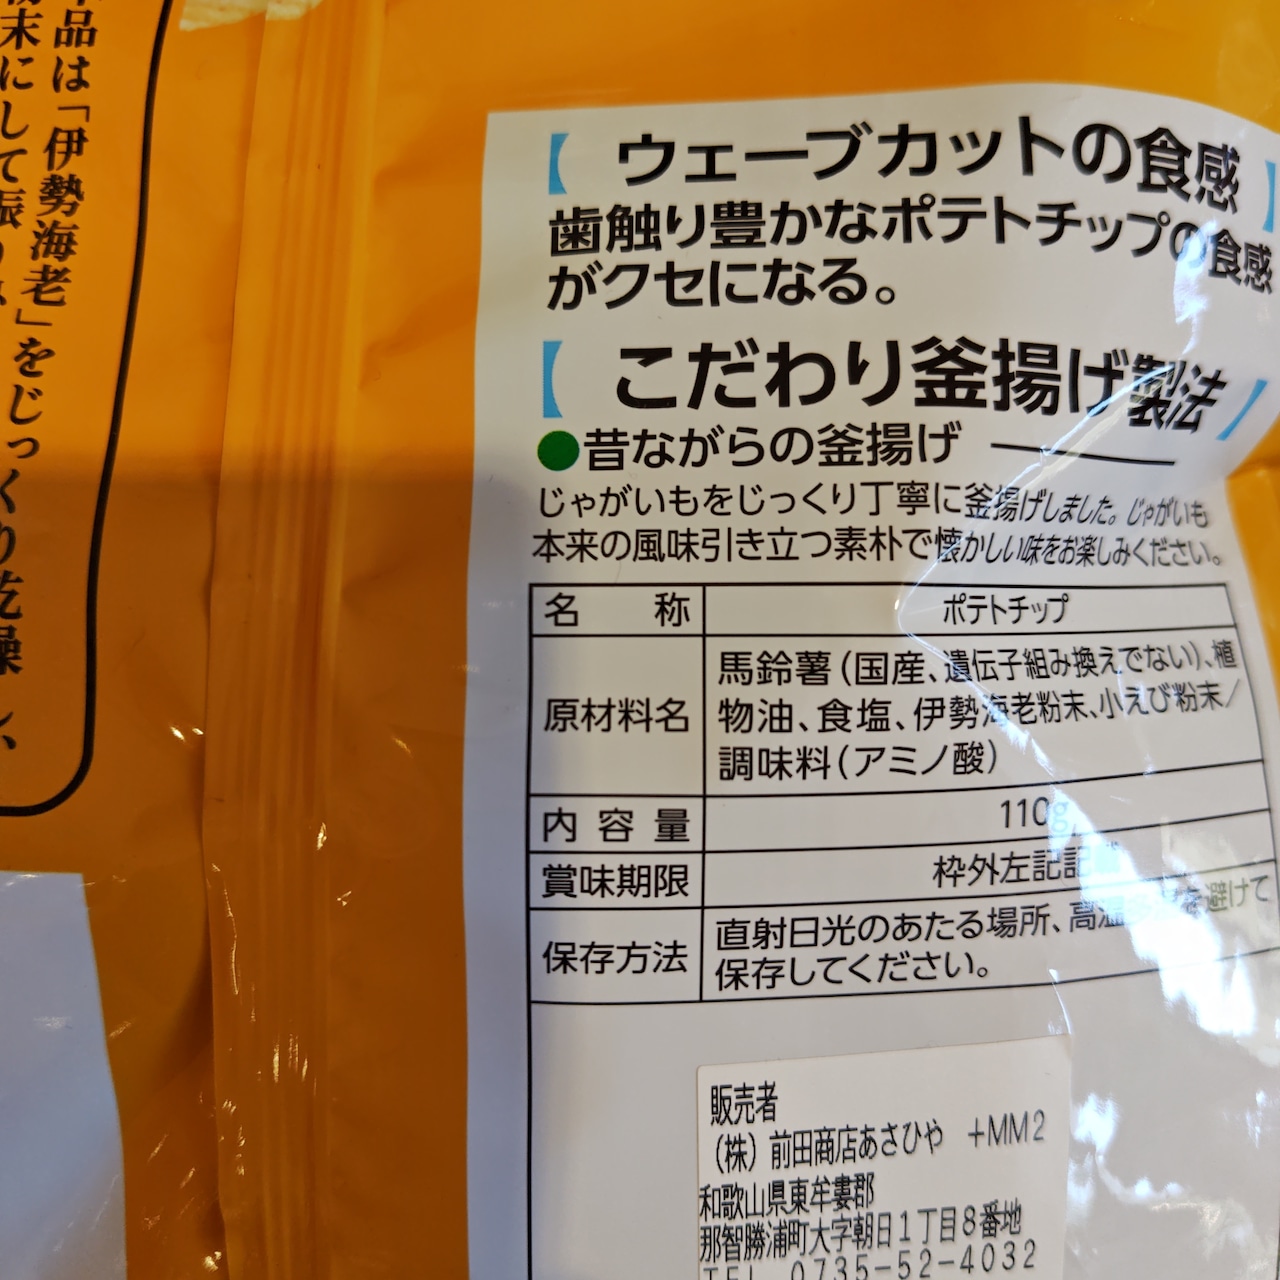 品は「伊勢海老」をじっくり乾燥し、
末にして振り
【 ウェーブカットの食感 】
歯触り豊かなポテトチップの食感
がクセになる。
【 こだわり釜揚げ製法 】
●昔ながらの釜揚げ
じゃがいもをじっくり丁寧に釜揚げしました。じゃがいも
本来の風味引き立つ素朴で懐かしい味をお楽しみください。
名 称 ポテトチップ
原材料名 馬鈴薯(国産、遺伝子組み換えでない)、植
物油、食塩、伊勢海老粉末、小えび粉末/
調味料(アミノ酸)
内容量 110g
賞味期限 枠外左記記
保存方法 直射日光のあたる場所、高温多湿を避けて
保存してください。
販売者
(株) 前田商店あさひや +MM2
和歌山県東牟婁郡
那智勝浦町大字朝日1丁目8番地
TEL 0735-52-4032